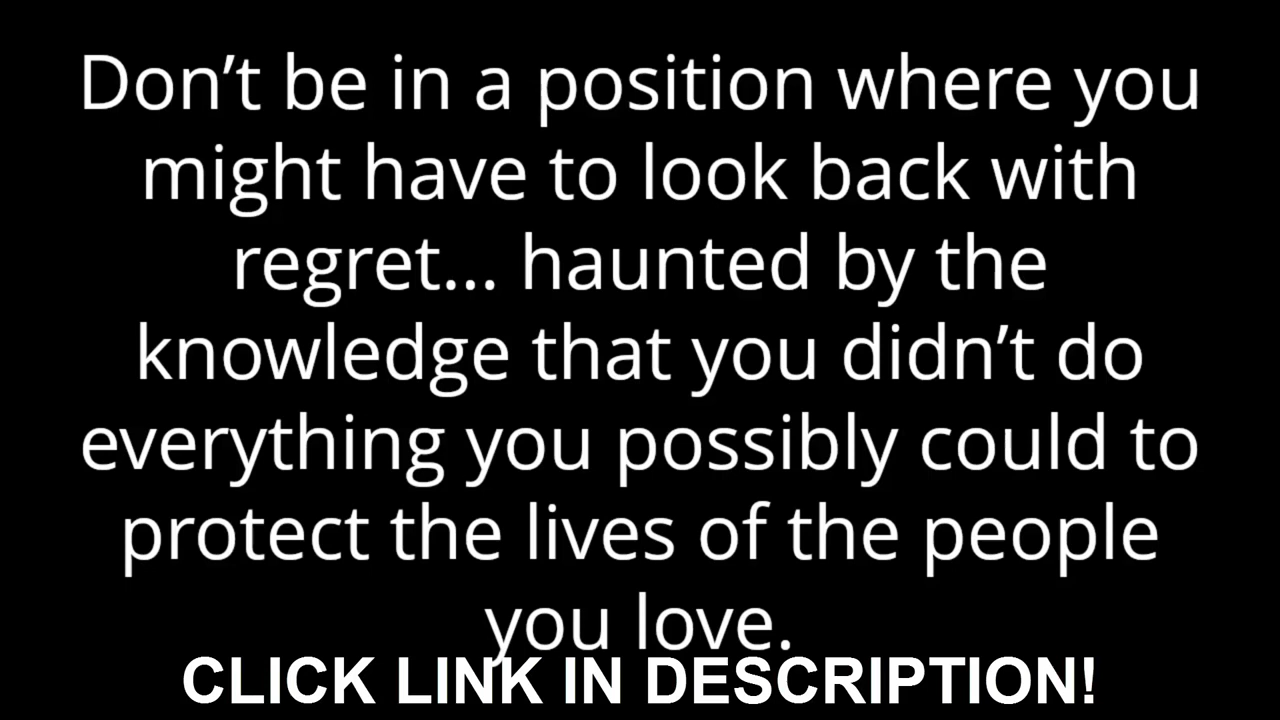 Don’t be in a position where you
might have to look back with
regret... haunted by the
knowledge that you didn’t do
everything you possibly could to
protect the lives of the people
you love.
CLICK LINK IN DESCRIPTION!